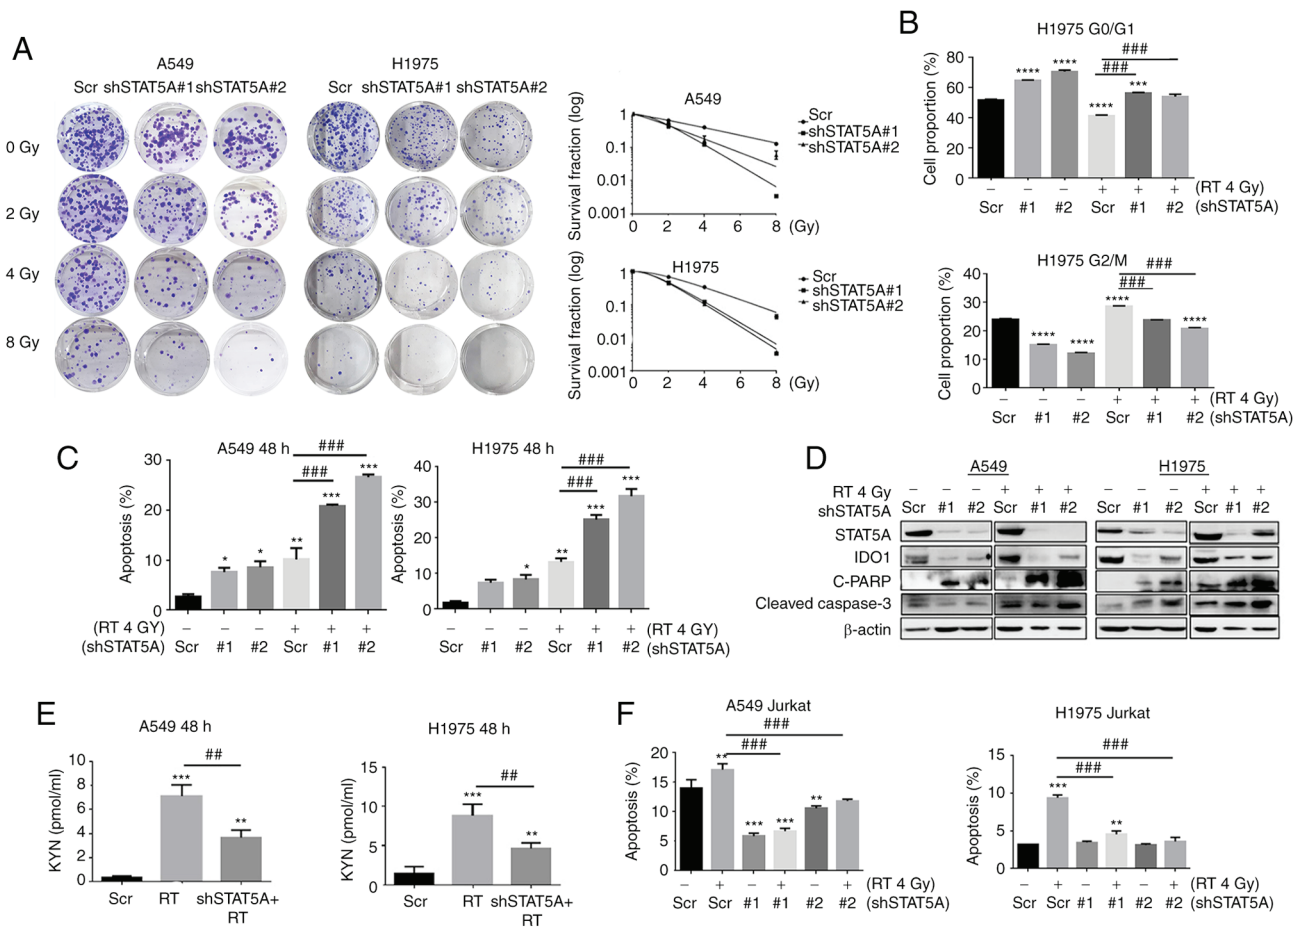 A
A549
H1975
Scr shSTAT5A#1 shSTAT5A#2
Scr shSTAT5A#1 shSTAT5A#2
0 Gy
2 Gy
4 Gy
8 Gy
A549
Survival fraction (log)
1
0.1
0.01
0.001
0 2 4 6 8 (Gy)
Scr
shSTAT5A#1
shSTAT5A#2
H1975
Survival fraction (log)
1
0.1
0.01
0.001
0 2 4 6 8 (Gy)
Scr
shSTAT5A#1
shSTAT5A#2
B
H1975 G0/G1
Cell proportion (%)
80
60
40
20
0
**** **** **** *** ### ###
– – – + + + (RT 4 Gy)
Scr #1 #2 Scr #1 #2 (shSTAT5A)
H1975 G2/M
Cell proportion (%)
40
30
20
10
0
**** **** **** **** ### ###
– – – + + + (RT 4 Gy)
Scr #1 #2 Scr #1 #2 (shSTAT5A)
C
A549 48 h
Apoptosis (%)
30
20
10
0
* * ** *** *** ### ###
– – – + + + (RT 4 GY)
Scr #1 #2 Scr #1 #2 (shSTAT5A)
H1975 48 h
Apoptosis (%)
40
30
20
10
0
* ** *** *** ### ###
– – – + + + (RT 4 GY)
Scr #1 #2 Scr #1 #2 (shSTAT5A)
D
A549 H1975
RT 4 Gy – – – + + + – – – + + +
shSTAT5A Scr #1 #2 Scr #1 #2 Scr #1 #2 Scr #1 #2
STAT5A
IDO1
C-PARP
Cleaved caspase-3
β-actin
E
A549 48 h
KYN (pmol/ml)
10
8
6
4
2
0
*** ** ##
Scr RT shSTAT5A+
RT
H1975 48 h
KYN (pmol/ml)
15
10
5
0
*** ** ##
Scr RT shSTAT5A+
RT
F
A549 Jurkat
Apoptosis (%)
20
15
10
5
0
** *** *** ** ### ###
– + – + – + (RT 4 Gy)
Scr Scr #1 #1 #2 #2 (shSTAT5A)
H1975 Jurkat
Apoptosis (%)
15
10
5
0
*** ** ### ###
– + – + – + (RT 4 Gy)
Scr Scr #1 #1 #2 #2 (shSTAT5A)